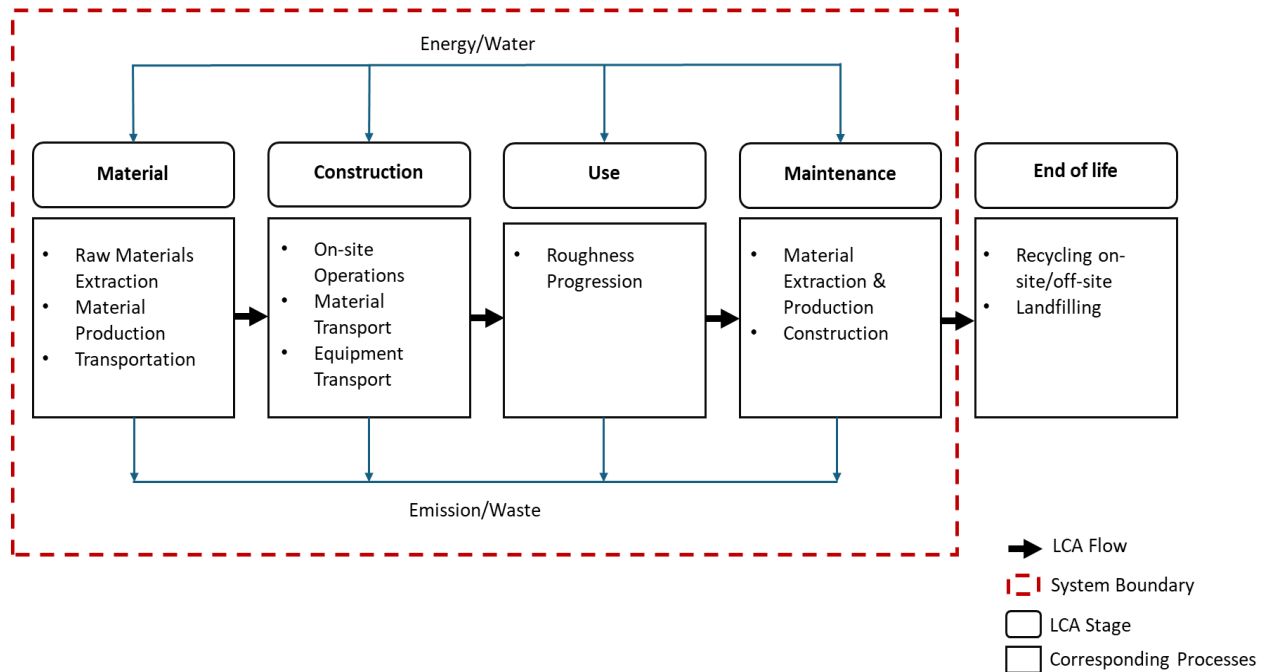 Energy/Water
Material
Construction
Use
Maintenance
End of life
• Raw Materials
Extraction
• Material
Production
• Transportation
• On-site
Operations
• Material
Transport
• Equipment
Transport
• Roughness
Progression
• Material
Extraction &
Production
• Construction
• Recycling on-
site/off-site
• Landfilling
Emission/Waste
LCA Flow
System Boundary
LCA Stage
Corresponding Processes